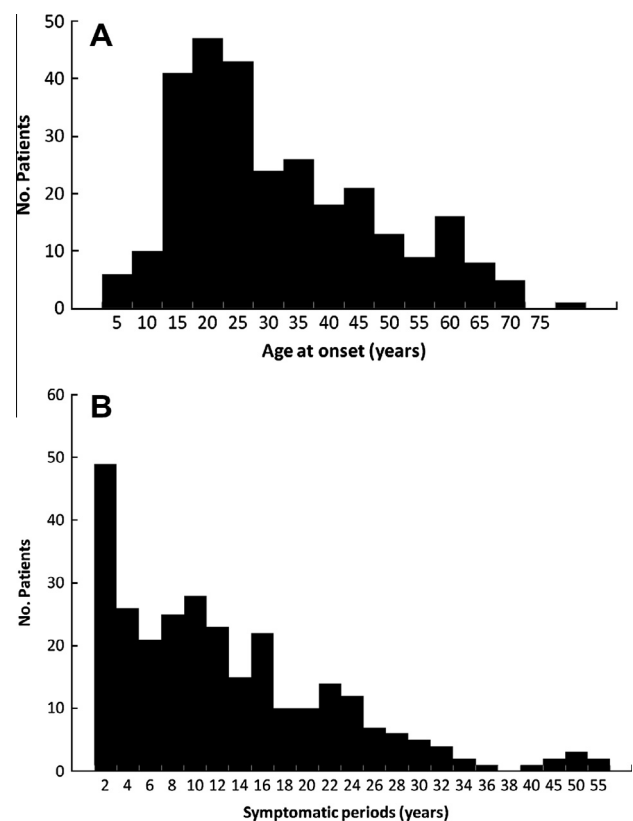 A
50
40
30
20
10
0
No. Patients
5 10 15 20 25 30 35 40 45 50 55 60 65 70 75
Age at onset (years)
B
60
50
40
30
20
10
0
No. Patients
2 4 6 8 10 12 14 16 18 20 22 24 26 28 30 32 34 36 38 40 45 50 55
Symptomatic periods (years)